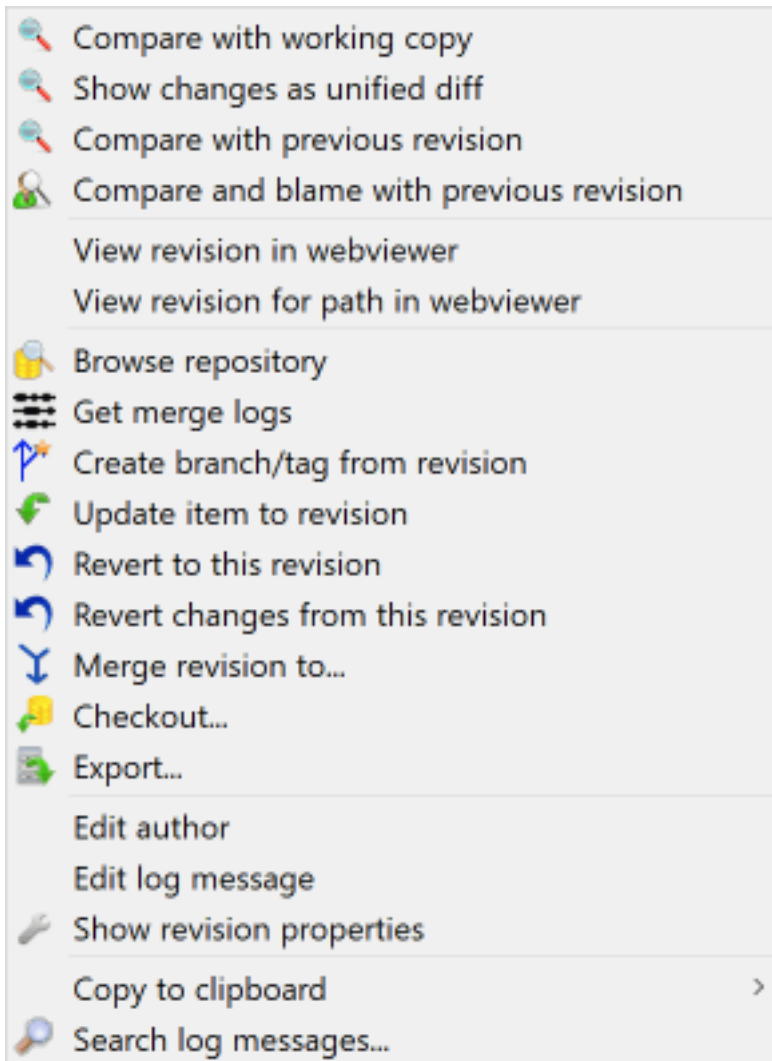 Compare with working copy
Show changes as unified diff
Compare with previous revision
Compare and blame with previous revision
View revision in webviewer
View revision for path in webviewer
Browse repository
Get merge logs
Create branch/tag from revision
Update item to revision
Revert to this revision
Revert changes from this revision
Merge revision to...
Checkout...
Export...
Edit author
Edit log message
Show revision properties
Copy to clipboard
Search log messages...